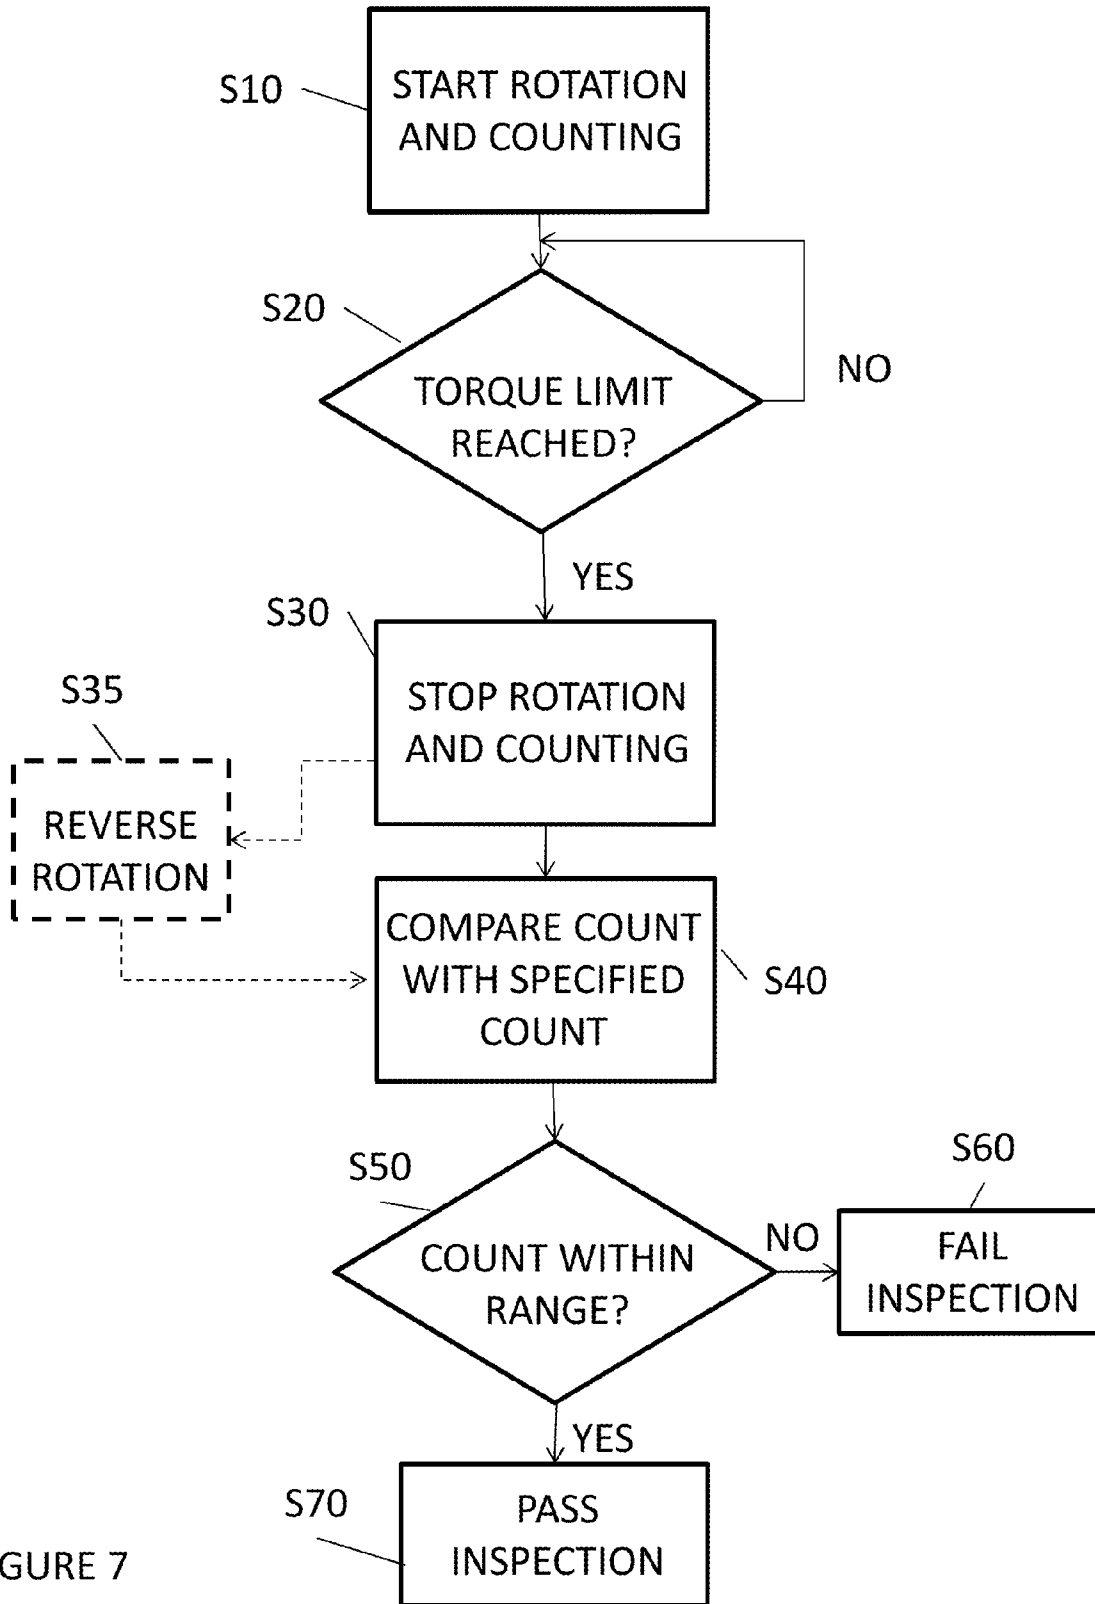 S10
START ROTATION
AND COUNTING
S20
TORQUE LIMIT
REACHED?
NO
YES
S30
STOP ROTATION
AND COUNTING
S35
REVERSE
ROTATION
COMPARE COUNT
WITH SPECIFIED
COUNT
S40
S50
COUNT WITHIN
RANGE?
NO
S60
FAIL
INSPECTION
YES
S70
PASS
INSPECTION
GURE 7